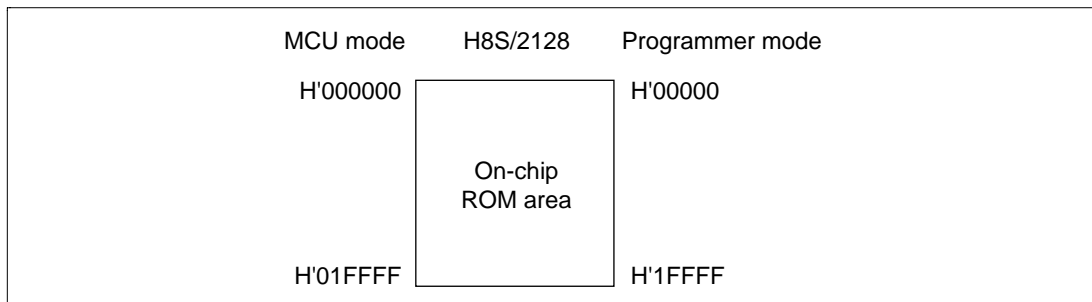 MCU mode H8S/2128 Programmer mode
H'000000 H'00000
On-chip
ROM area
H'01FFFF H'1FFFF